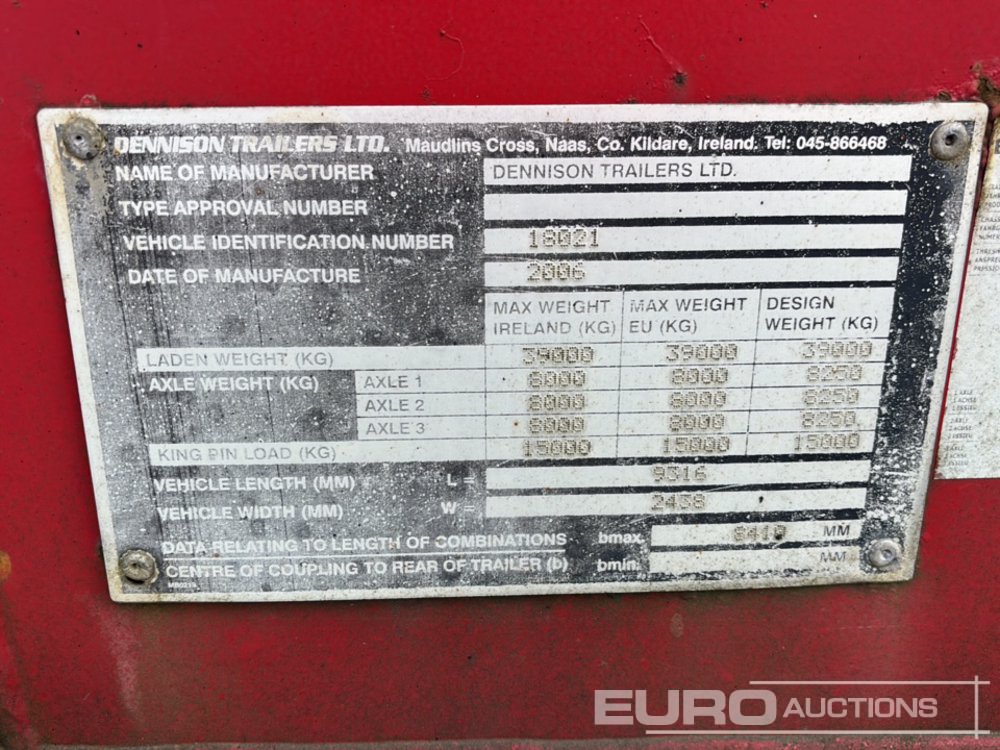 DENNISON TRAILERS LTD. Maudlins Cross, Naas, Co. Kildare, Ireland. Tel: 045-866468
NAME OF MANUFACTURER DENNISON TRAILERS LTD.
TYPE APPROVAL NUMBER
VEHICLE IDENTIFICATION NUMBER 18021
DATE OF MANUFACTURE 2006
MAX WEIGHT IRELAND (KG) MAX WEIGHT EU (KG) DESIGN WEIGHT (KG)
LADEN WEIGHT (KG) 39000 39000 39000
AXLE WEIGHT (KG) AXLE 1 8000 8000 8250
AXLE 2 8000 8000 8250
AXLE 3 8000 8000 8250
KING PIN LOAD (KG) 15000 15000 15000
VEHICLE LENGTH (MM) L = 9316
VEHICLE WIDTH (MM) W = 2438
DATA RELATING TO LENGTH OF COMBINATIONS bmax. 8410 MM
CENTRE OF COUPLING TO REAR OF TRAILER (b) bmin. MM
EURO AUCTIONS